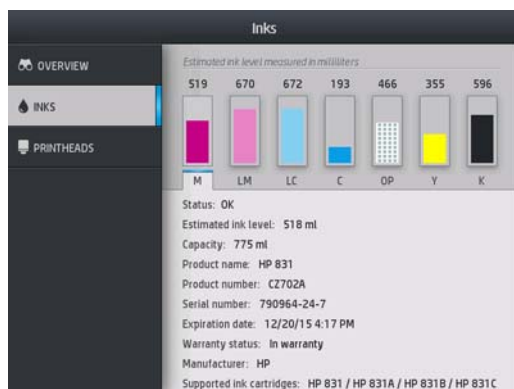 Inks
OVERVIEW
INKS
PRINTHEADS
Estimated ink level measured in milliliters
519 670 672 193 466 355 596
M LM LC C OP Y K
Status: OK
Estimated ink level: 518 ml
Capacity: 775 ml
Product name: HP 831
Product number: CZ702A
Serial number: 790964-24-7
Expiration date: 12/20/15 4:17 PM
Warranty status: In warranty
Manufacturer: HP
Supported ink cartridges: HP 831 / HP 831A / HP 831B / HP 831C